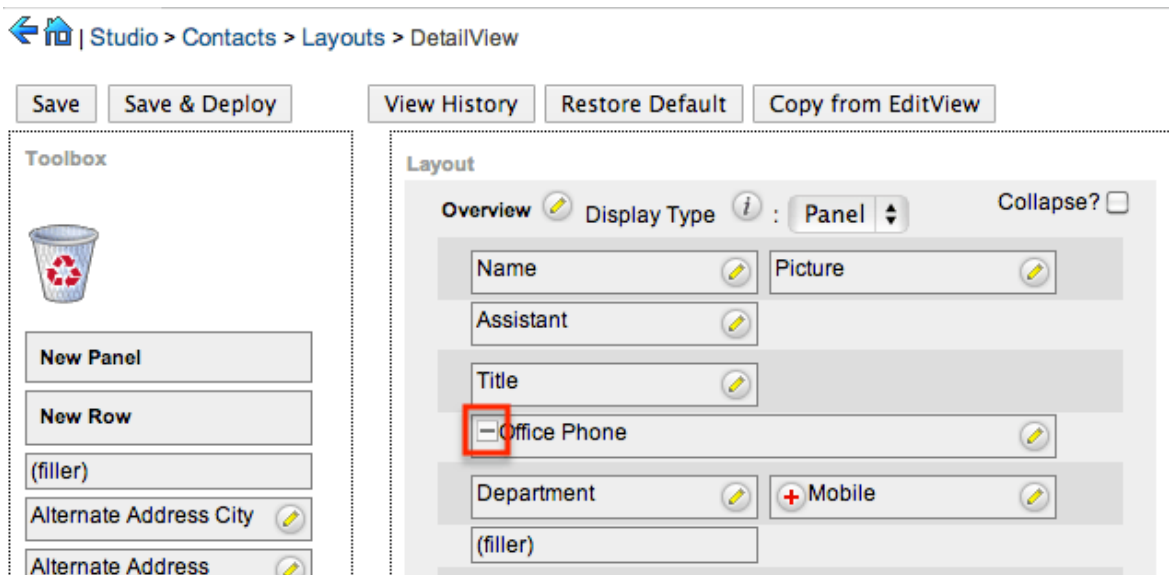 | Studio > Contacts > Layouts > DetailView
Save Save & Deploy View History Restore Default Copy from EditView
Toolbox
Layout
Overview Display Type i : Panel Collapse?
Name Picture
Assistant
Title
Office Phone
Department Mobile
(filler)
New Panel
New Row
(filler)
Alternate Address City
Alternate Address